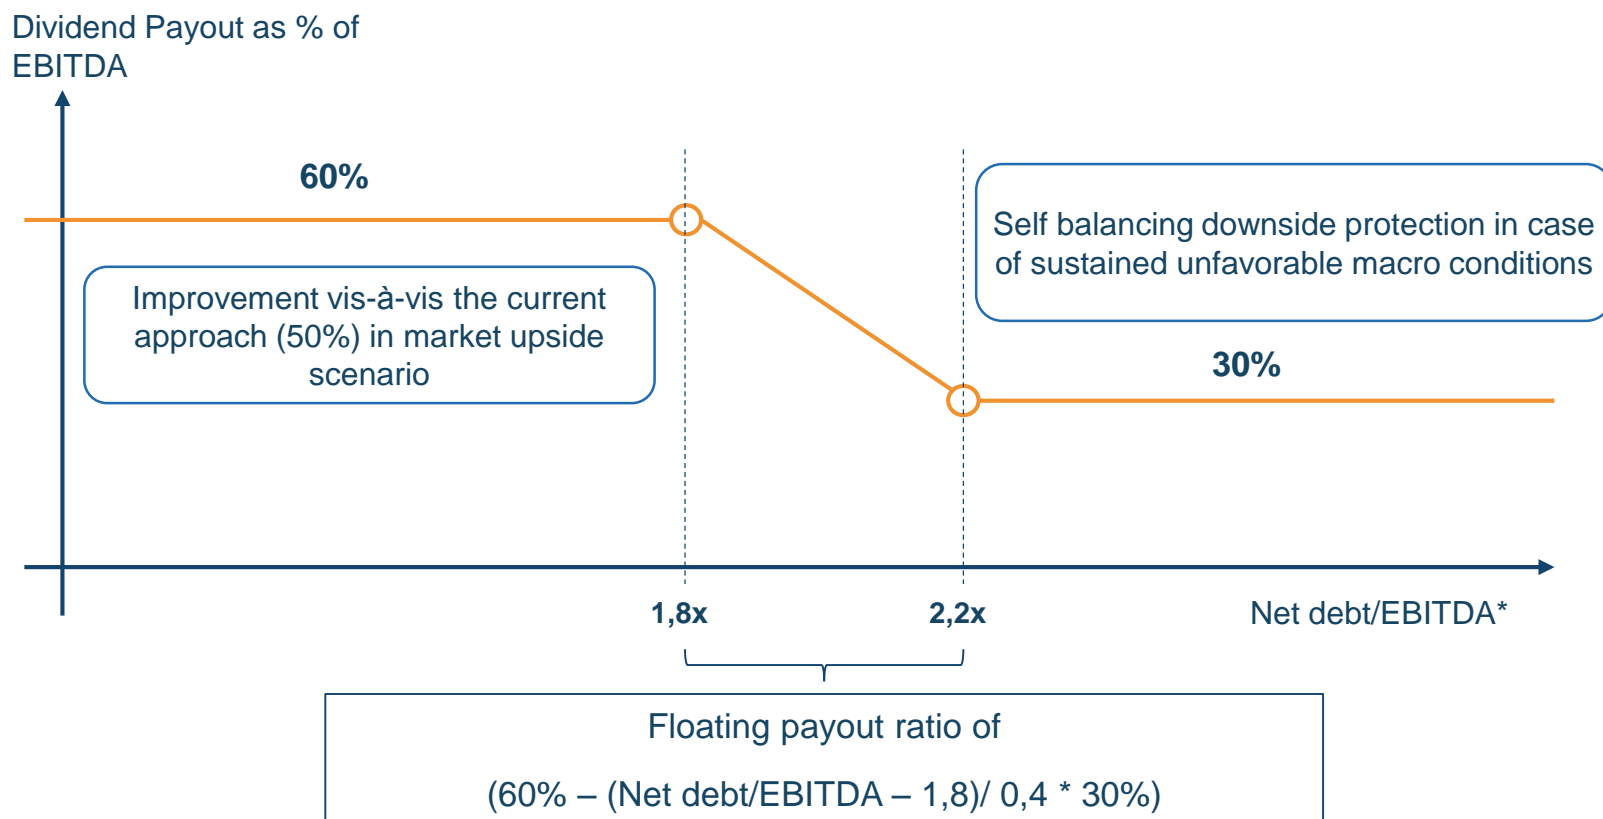 Dividend Payout as % of
EBITDA
60%
Self balancing downside protection in case
of sustained unfavorable macro conditions
Improvement vis-à-vis the current
approach (50%) in market upside
scenario
30%
1,8x
2,2x
Net debt/EBITDA*
Floating payout ratio of
(60% – (Net debt/EBITDA – 1,8)/ 0,4 * 30%)